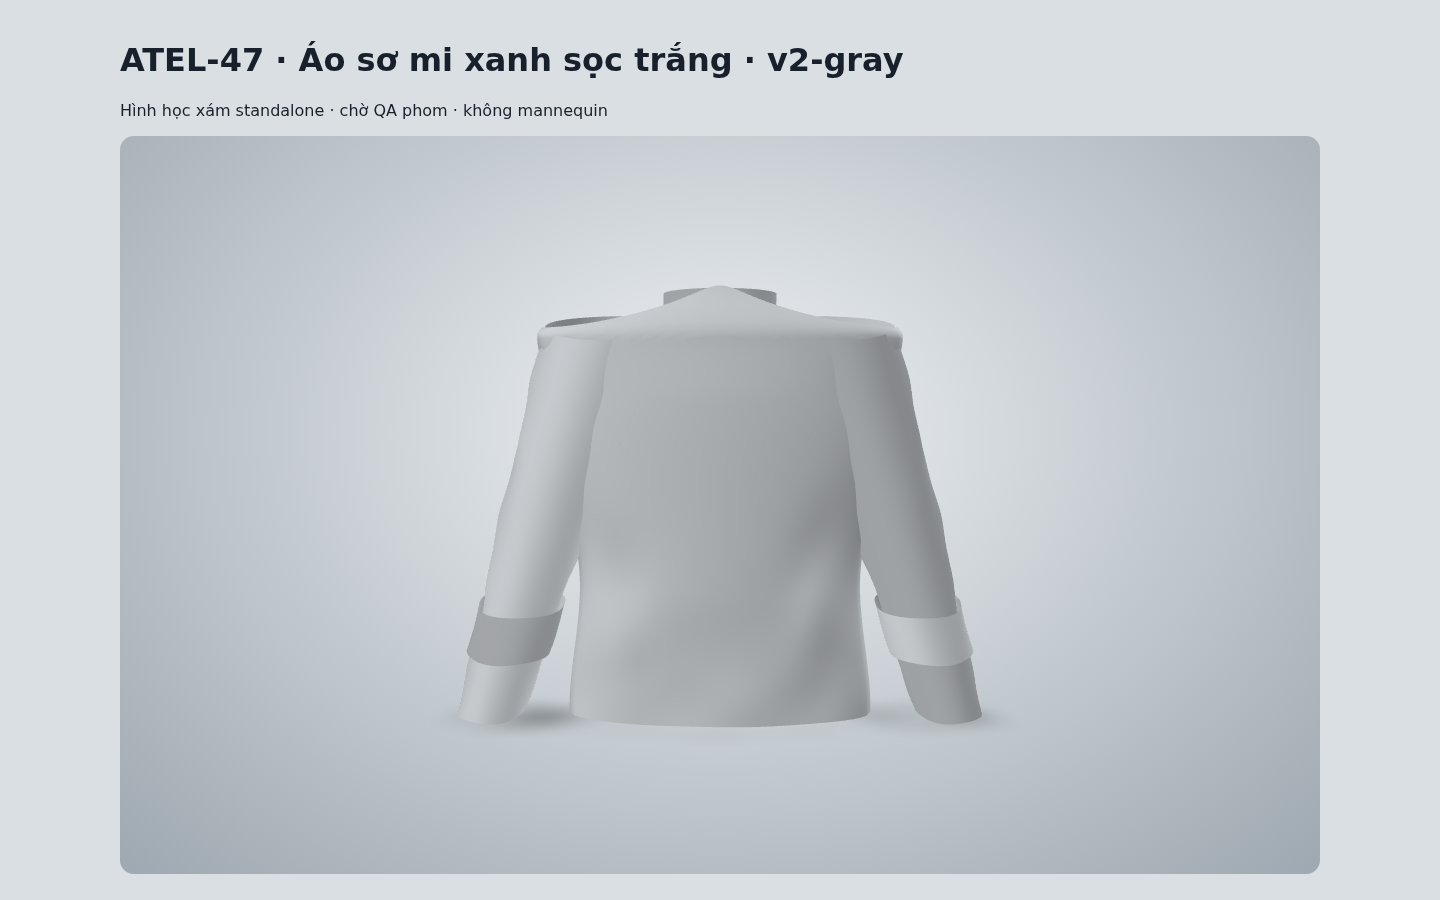 ATEL-47 · Áo sơ mi xanh sọc trắng · v2-gray
Hình học xám standalone · chờ QA phom · không mannequin